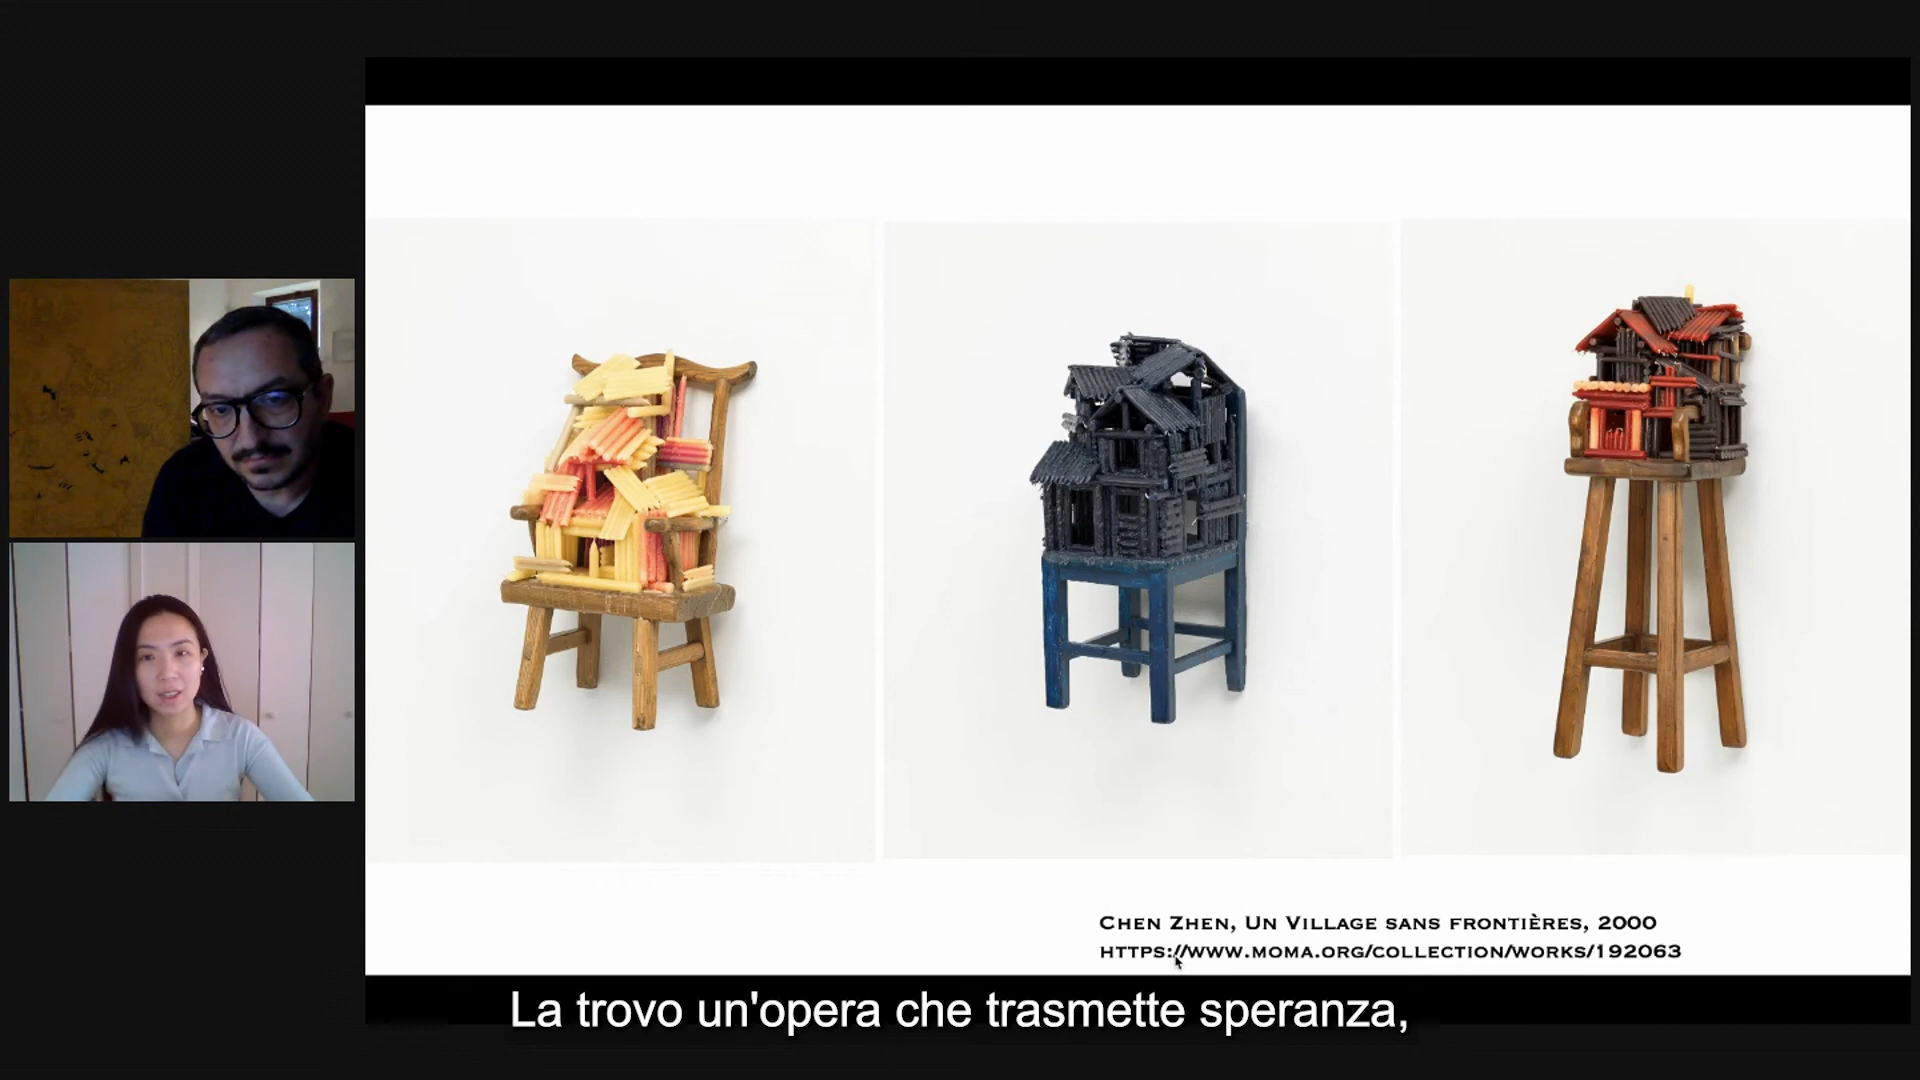 Chen Zhen, Un Village sans frontières, 2000
https://www.moma.org/collection/works/192063
La trovo un'opera che trasmette speranza,